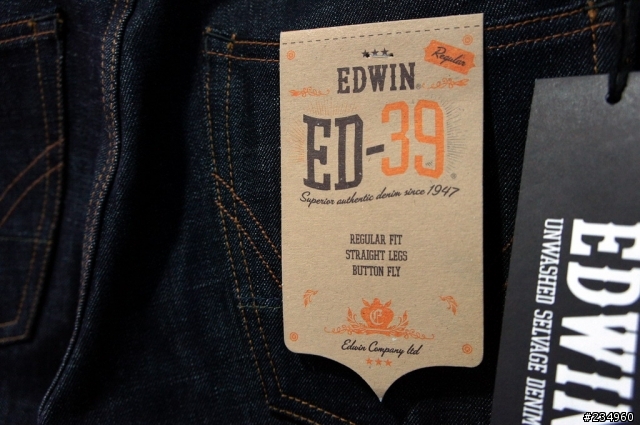 Regular
EDWIN
ED-39
Superior authentic denim since 1947
REGULAR FIT
STRAIGHT LEGS
BUTTON FLY
E
Edwin Company ltd
EDWIN
UNWASHED SELVAGE DENIM
#234960